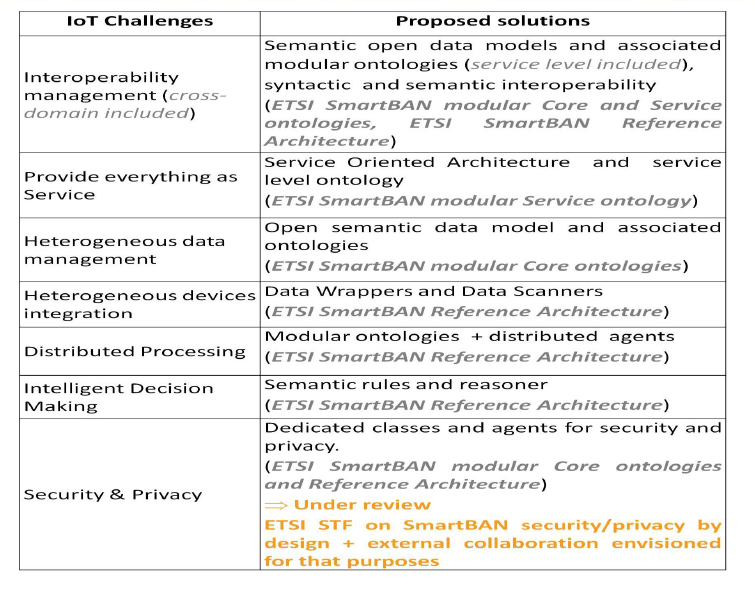 IoT Challenges
Proposed solutions
Interoperability
management (cross-
domain included)
Semantic open data models and associated
modular ontologies (service level included),
syntactic and semantic interoperability
(ETSI SmartBAN modular Core and Service
ontologies, ETSI SmartBAN Reference
Architecture)
Provide everything as
Service
Service Oriented Architecture and service
level ontology
(ETSI SmartBAN modular Service ontology)
Heterogeneous data
management
Open semantic data model and associated
ontologies
(ETSI SmartBAN modular Core ontologies)
Heterogeneous devices
integration
Data Wrappers and Data Scanners
(ETSI SmartBAN Reference Architecture)
Distributed Processing
Modular ontologies + distributed agents
(ETSI SmartBAN Reference Architecture)
Intelligent Decision
Making
Semantic rules and reasoner
(ETSI SmartBAN Reference Architecture)
Security & Privacy
Dedicated classes and agents for security and
privacy.
(ETSI SmartBAN modular Core ontologies
and Reference Architecture)
⇒ Under review
ETSI STF on SmartBAN security/privacy by
design + external collaboration envisioned
for that purposes